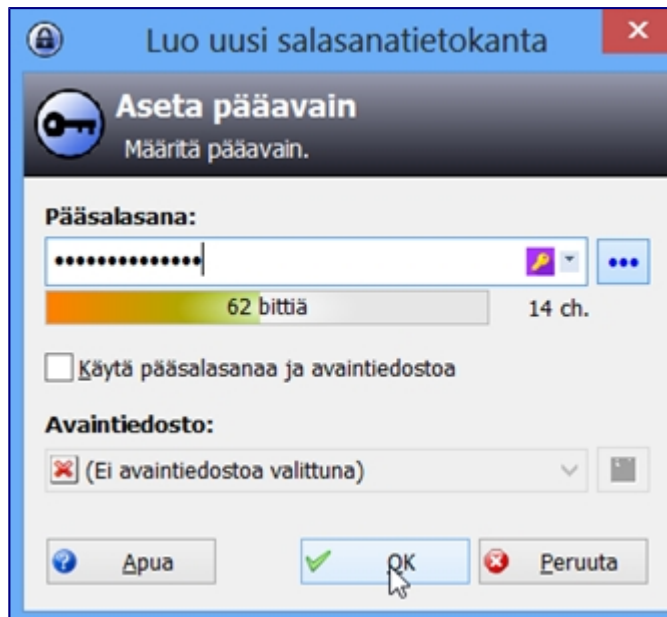 Luo uusi salasanatietokanta
Aseta pääavain
Määritä pääavain.
Pääsalasana:
••••••••••••••
62 bittiä
14 ch.
Käytä pääsalasanaa ja avaintiedostoa
Avaintiedosto:
(Ei avaintiedostoa valittuna)
Apua
OK
Peruuta